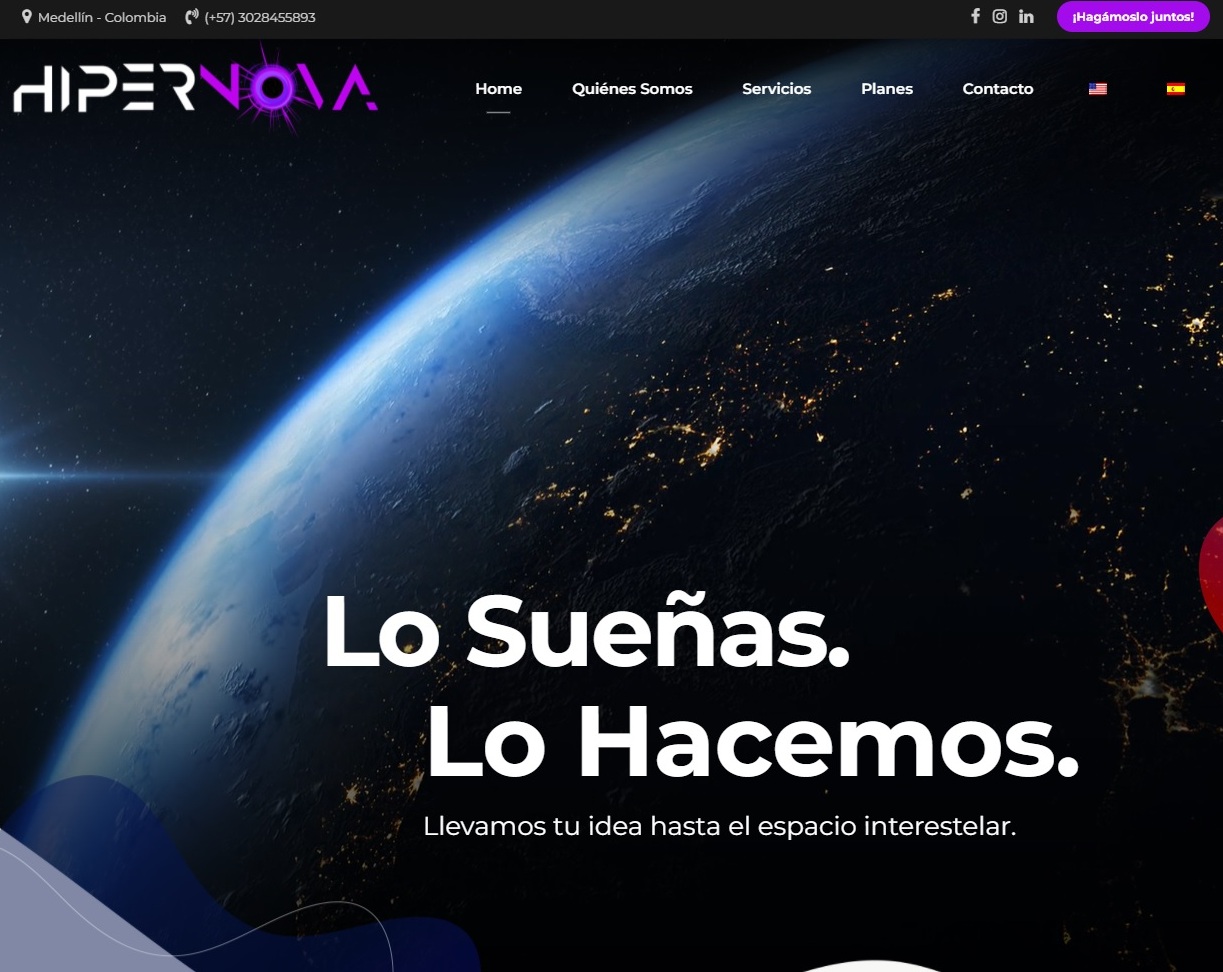 Medellín - Colombia (+57) 3028455893 ¡Hagámoslo juntos!
HIPERNOVA
Home Quiénes Somos Servicios Planes Contacto
Lo Sueñas.
Lo Hacemos.
Llevamos tu idea hasta el espacio interestelar.